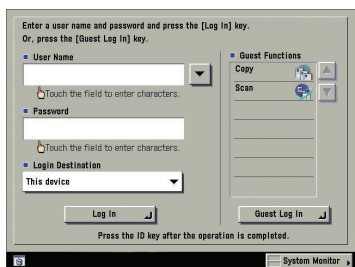 Enter a user name and password and press the [Log In] key.
Or, press the [Guest Log In] key.
User Name
Touch the field to enter characters.
Password
Touch the field to enter characters.
Login Destination
This device
Log In
Guest Functions
Copy
Scan
Guest Log In
Press the ID key after the operation is completed.
System Monitor